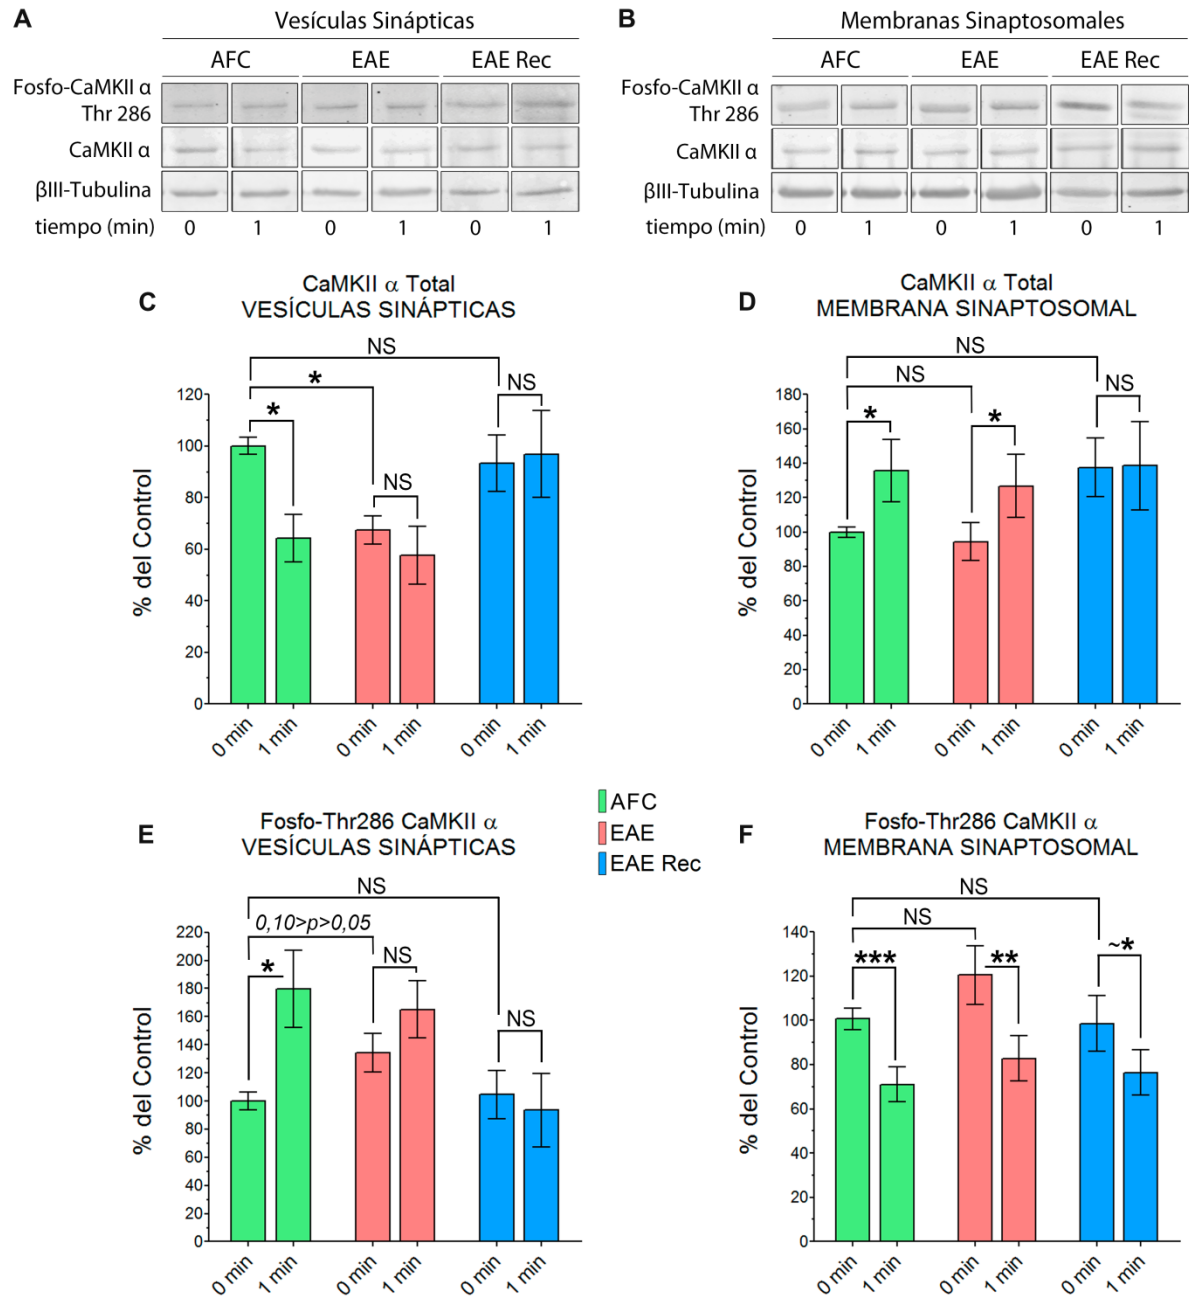 A
Vesículas Sinápticas
AFC EAE EAE Rec
Fosfo-CaMKII α
Thr 286
CaMKII α
βIII-Tubulina
tiempo (min) 0 1 0 1 0 1
B
Membranas Sinaptosomales
AFC EAE EAE Rec
Fosfo-CaMKII α
Thr 286
CaMKII α
βIII-Tubulina
tiempo (min) 0 1 0 1 0 1
C
CaMKII α Total
VESÍCULAS SINÁPTICAS
NS
* NS
*
NS
% del Control
120
100
80
60
40
20
0
0 min 1 min 0 min 1 min 0 min 1 min
D
CaMKII α Total
MEMBRANA SINAPTOSOMAL
NS
NS NS
* *
% del Control
180
160
140
120
100
80
60
40
20
0
0 min 1 min 0 min 1 min 0 min 1 min
AFC
EAE
EAE Rec
E
Fosfo-Thr286 CaMKII α
VESÍCULAS SINÁPTICAS
NS
0,10>p>0,05
* NS
NS
% del Control
220
200
180
160
140
120
100
80
60
40
20
0
0 min 1 min 0 min 1 min 0 min 1 min
F
Fosfo-Thr286 CaMKII α
MEMBRANA SINAPTOSOMAL
NS
NS
*** ** ~*
% del Control
140
120
100
80
60
40
20
0
0 min 1 min 0 min 1 min 0 min 1 min